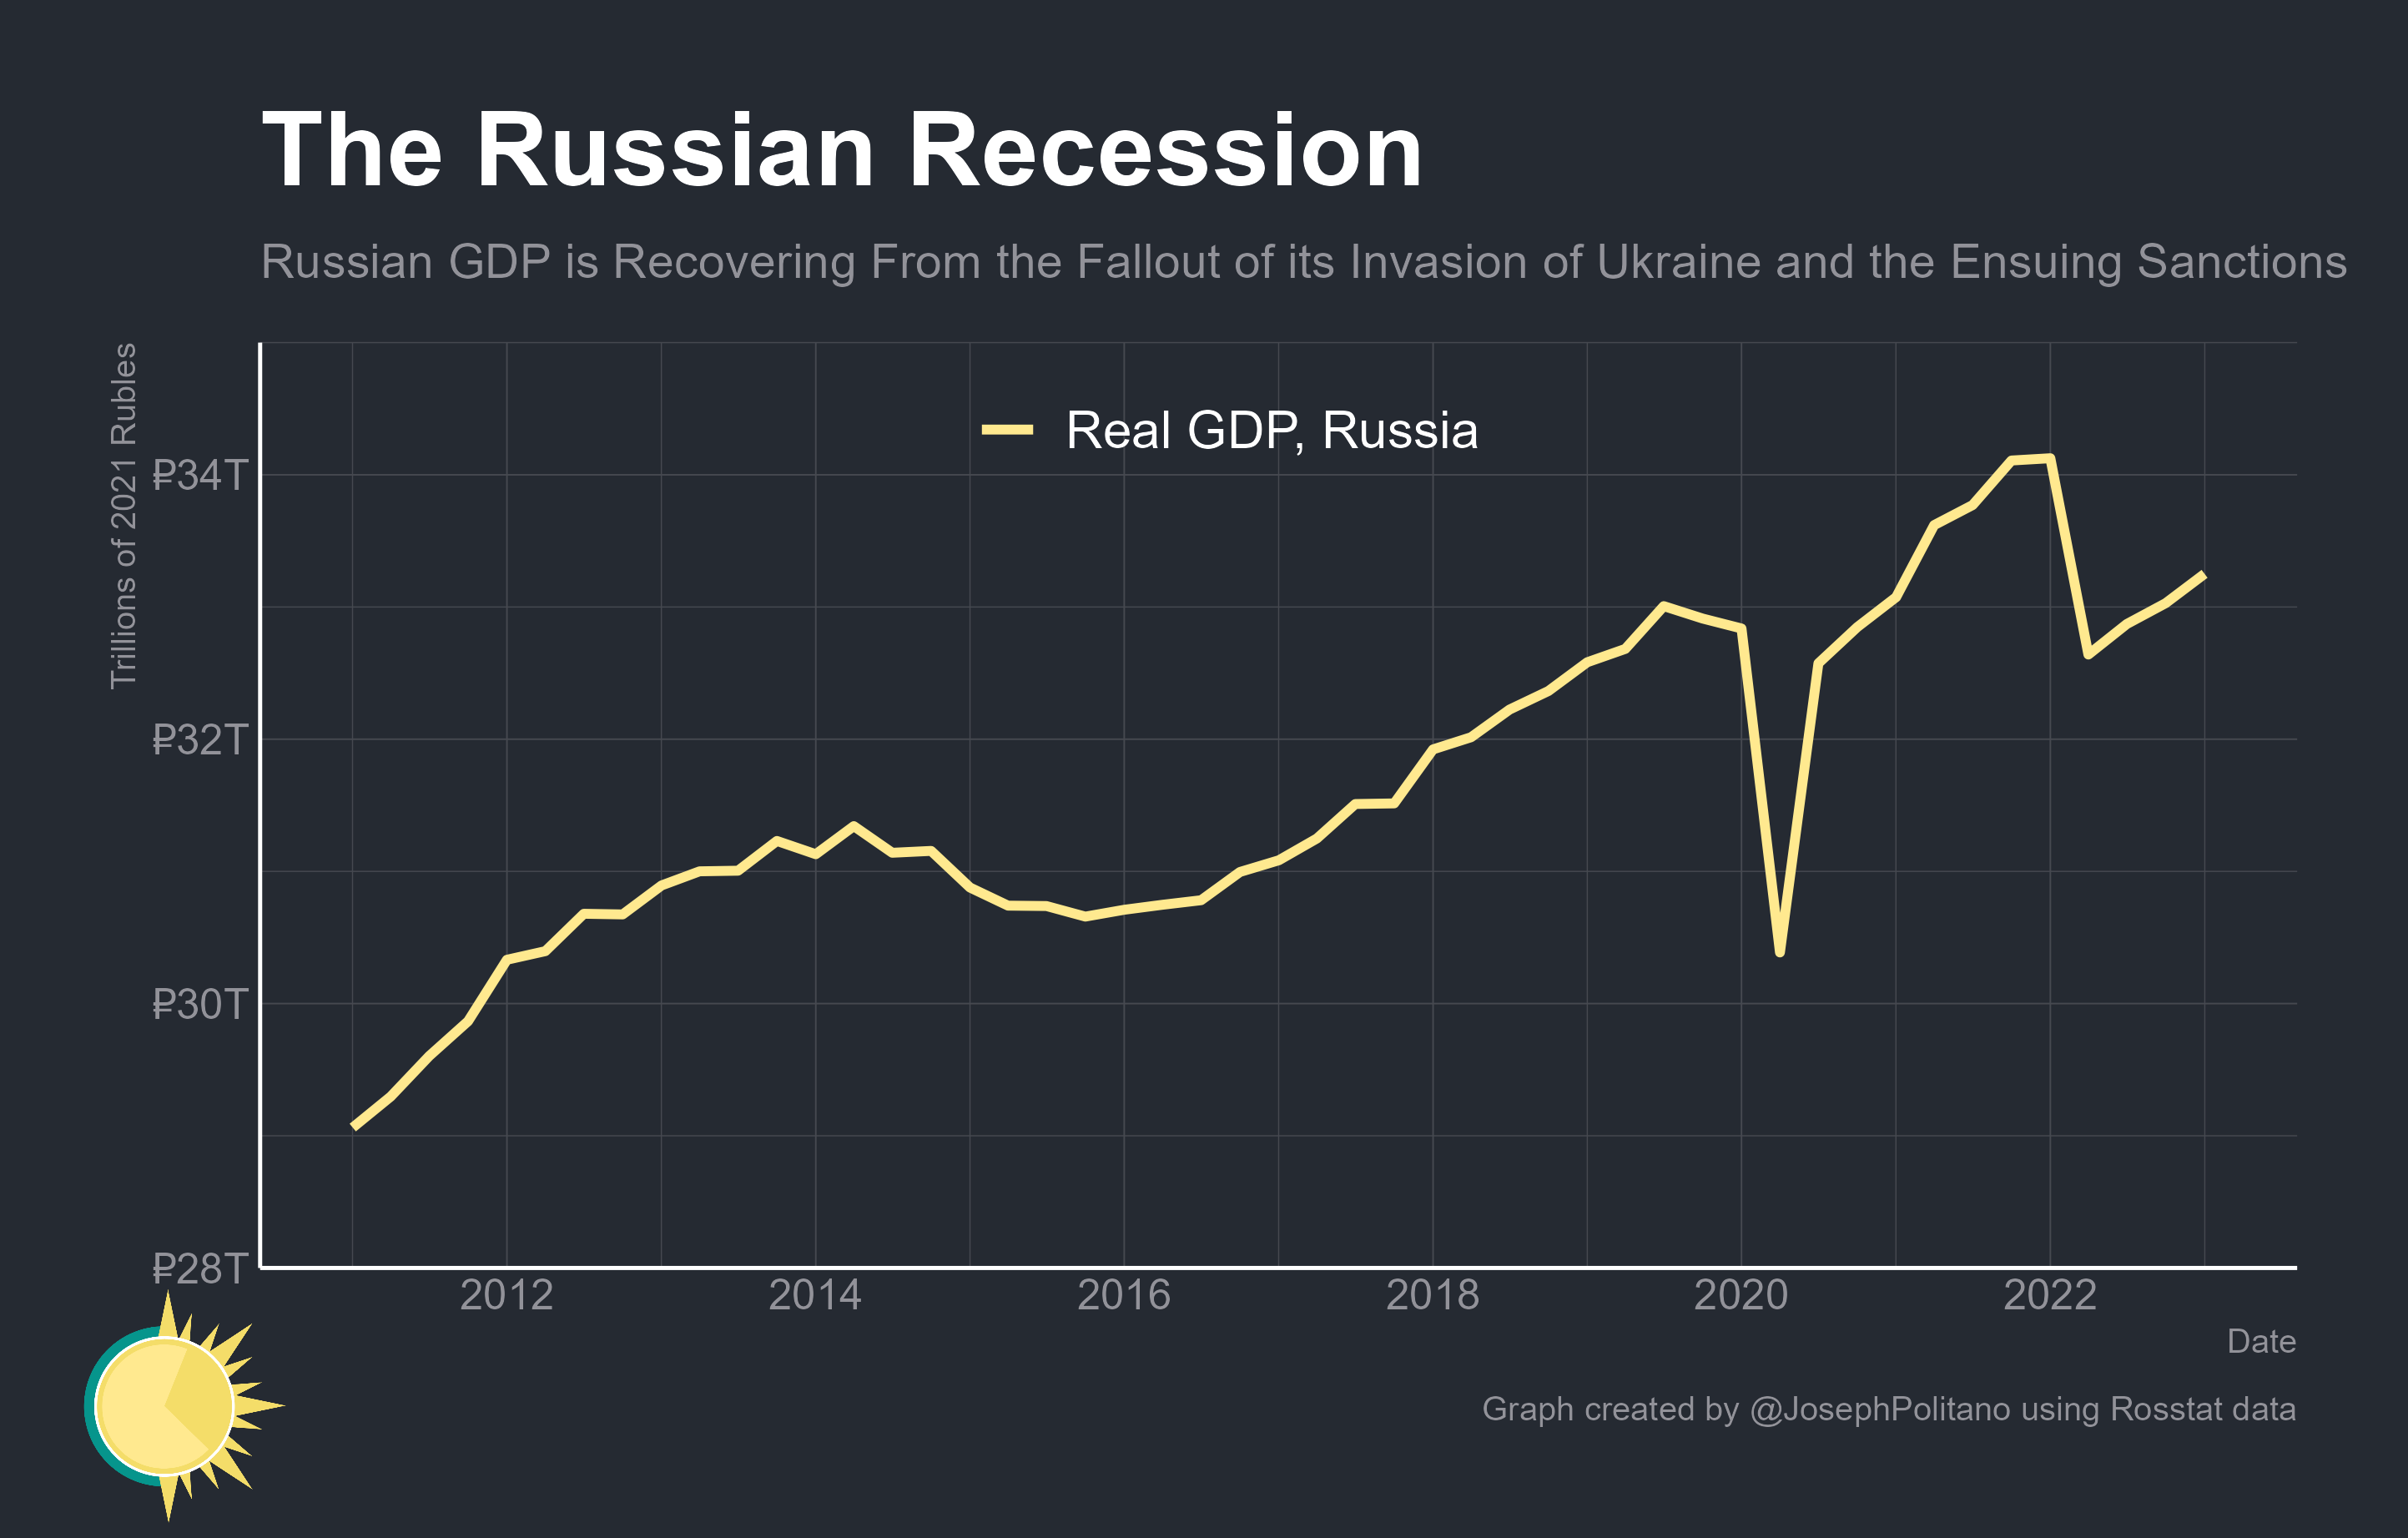 The Russian Recession
Russian GDP is Recovering From the Fallout of its Invasion of Ukraine and the Ensuing Sanctions
Trillions of 2021 Rubles
Real GDP, Russia
₽34T
₽32T
₽30T
₽28T
2012 2014 2016 2018 2020 2022
Date
Graph created by @JosephPolitano using Rosstat data